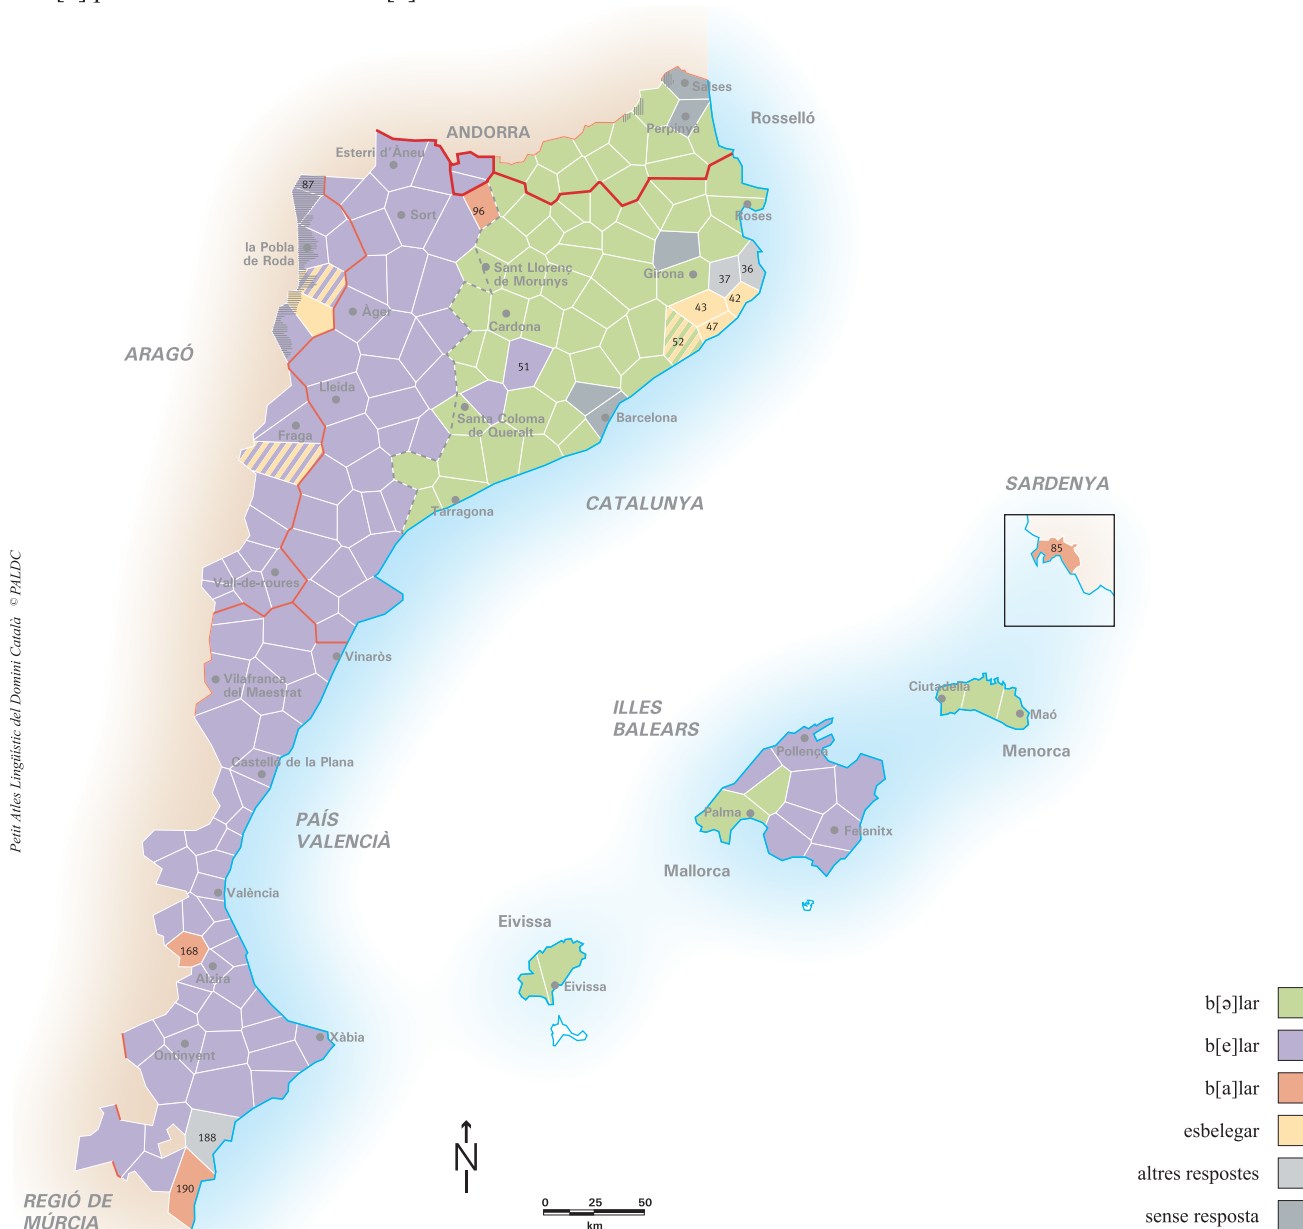 Salses
Rosselló
Perpinyà
ANDORRA
Esterri d'Àneu
87
96
Sort
Roses
la Pobla
de Roda
Sant Llorenç
de Morunys
Girona
37
36
42
43
47
52
Àger
Cardona
ARAGÓ
51
Lleida
Santa Coloma
de Queralt
Barcelona
Fraga
SARDENYA
CATALUNYA
Tarragona
85
Petit Atles Lingüístic del Domini Català © PALDC
Vall-de-roures
Vinaròs
Vilafranca
del Maestrat
Ciutadella
Maó
Menorca
ILLES
BALEARS
Pollença
Castelló de la Plana
PAÍS
VALENCIÀ
Palma
Felanitx
Mallorca
València
Eivissa
168
Alzira
Eivissa
Xàbia
Ontinyent
188
190
REGIÓ DE
MÚRCIA
N
0 25 50
km
b[ə]lar
b[e]lar
b[a]lar
esbelegar
altres respostes
sense resposta